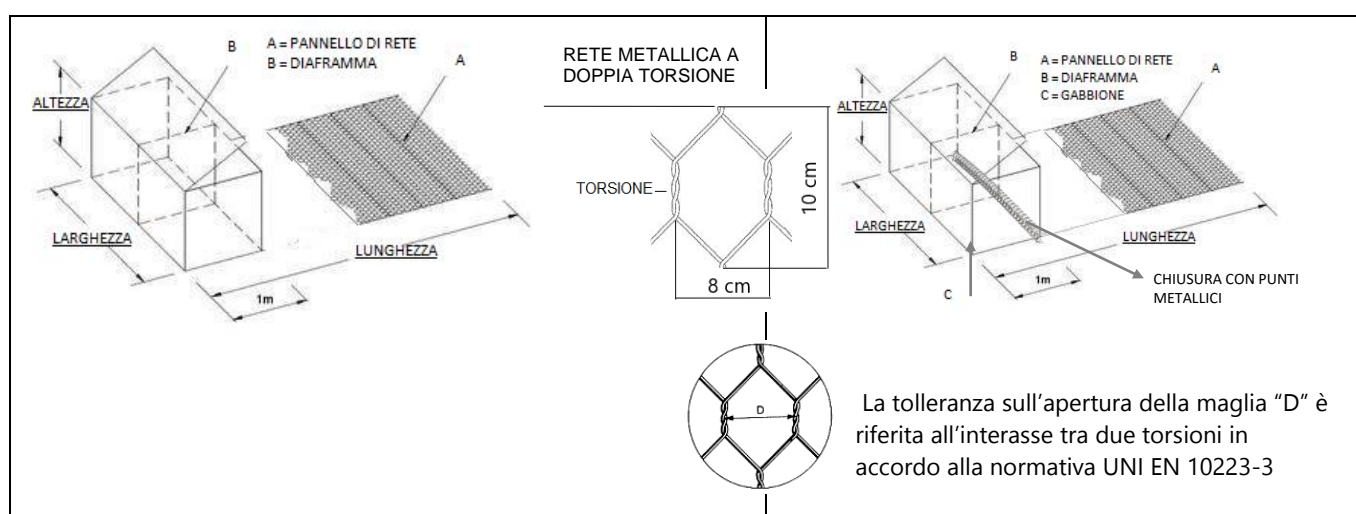 B
A = PANNELLO DI RETE
B = DIAFRAMMA
A
ALTEZZA
LARGHEZZA
LUNGHEZZA
1m
RETE METALLICA A
DOPPIA TORSIONE
TORSIONE
10 cm
8 cm
B
A = PANNELLO DI RETE
B = DIAFRAMMA
C = GABBIONE
A
ALTEZZA
LARGHEZZA
LUNGHEZZA
C
1m
CHIUSURA CON PUNTI
METALLICI
D
La tolleranza sull’apertura della maglia “D” è
riferita all’interasse tra due torsioni in
accordo alla normativa UNI EN 10223-3